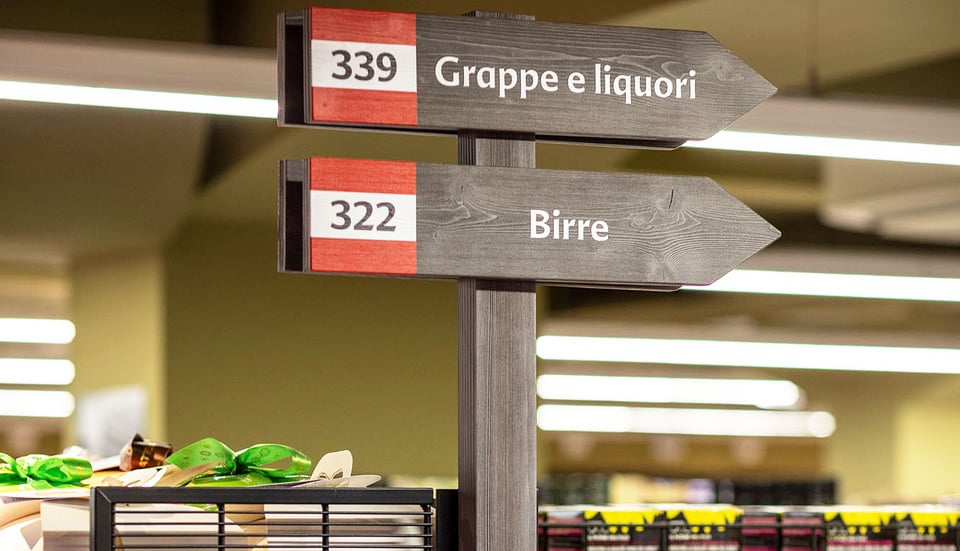 339 Grappe e liquori
322 Birre